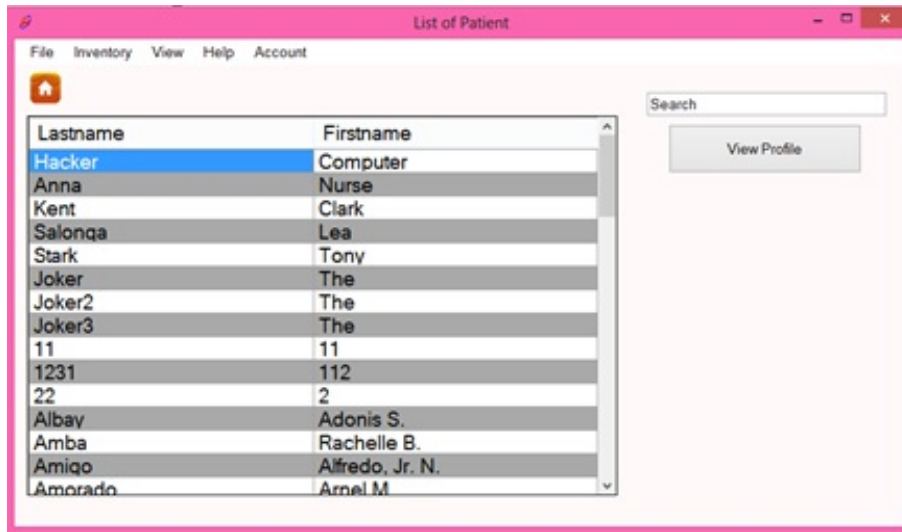 List of Patient
File Inventory View Help Account
Search
View Profile
Lastname Firstname
Hacker Computer
Anna Nurse
Kent Clark
Salonga Lea
Stark Tony
Joker The
Joker2 The
Joker3 The
11 11
1231 112
22 2
Albay Adonis S.
Amba Rachelle B.
Amigo Alfredo, Jr. N.
Amorado Arnel M